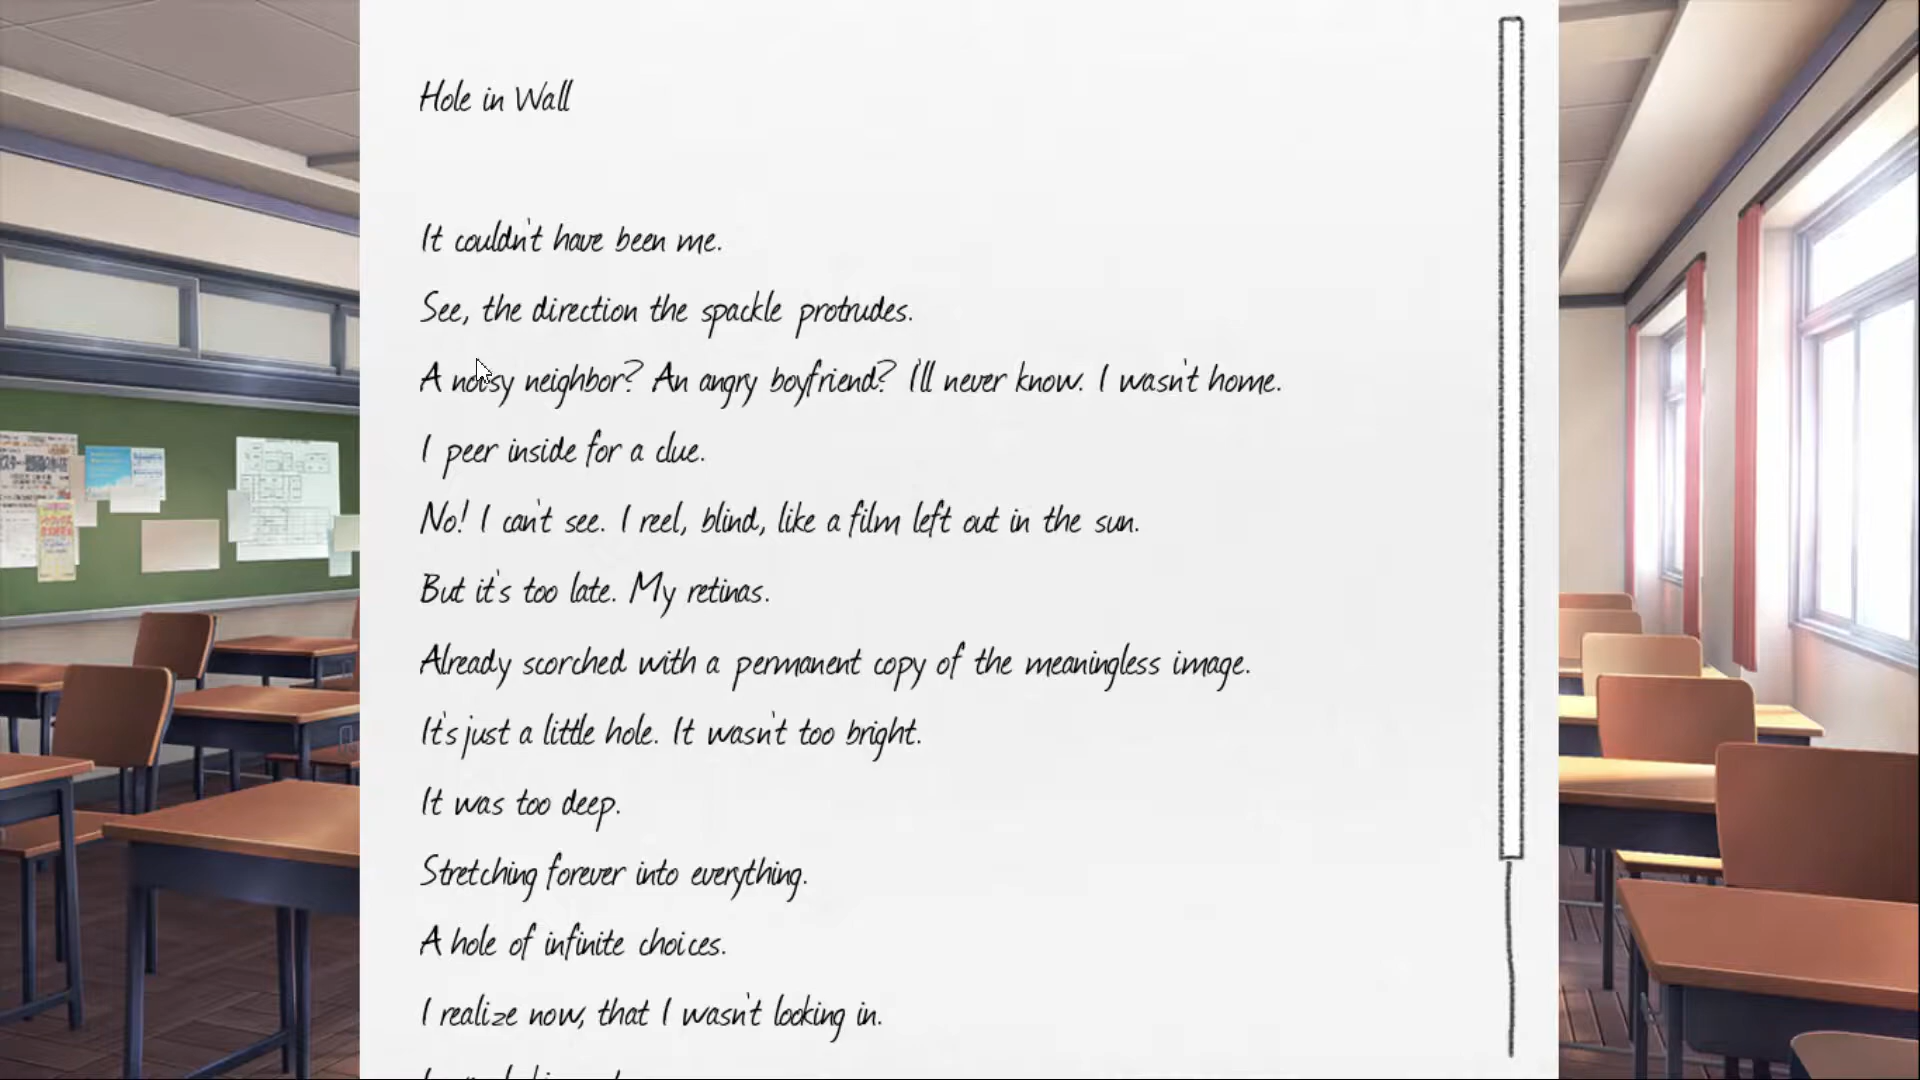 Hole in Wall
It couldn't have been me.
See, the direction the spackle protrudes.
A noisy neighbor? An angry boyfriend? I'll never know. I wasn't home.
I peer inside for a clue.
No! I can't see. I reel, blind, like a film left out in the sun.
But it's too late. My retinas.
Already scorched with a permanent copy of the meaningless image.
It's just a little hole. It wasn't too bright.
It was too deep.
Stretching forever into everything.
A hole of infinite choices.
I realize now, that I wasn't looking in.